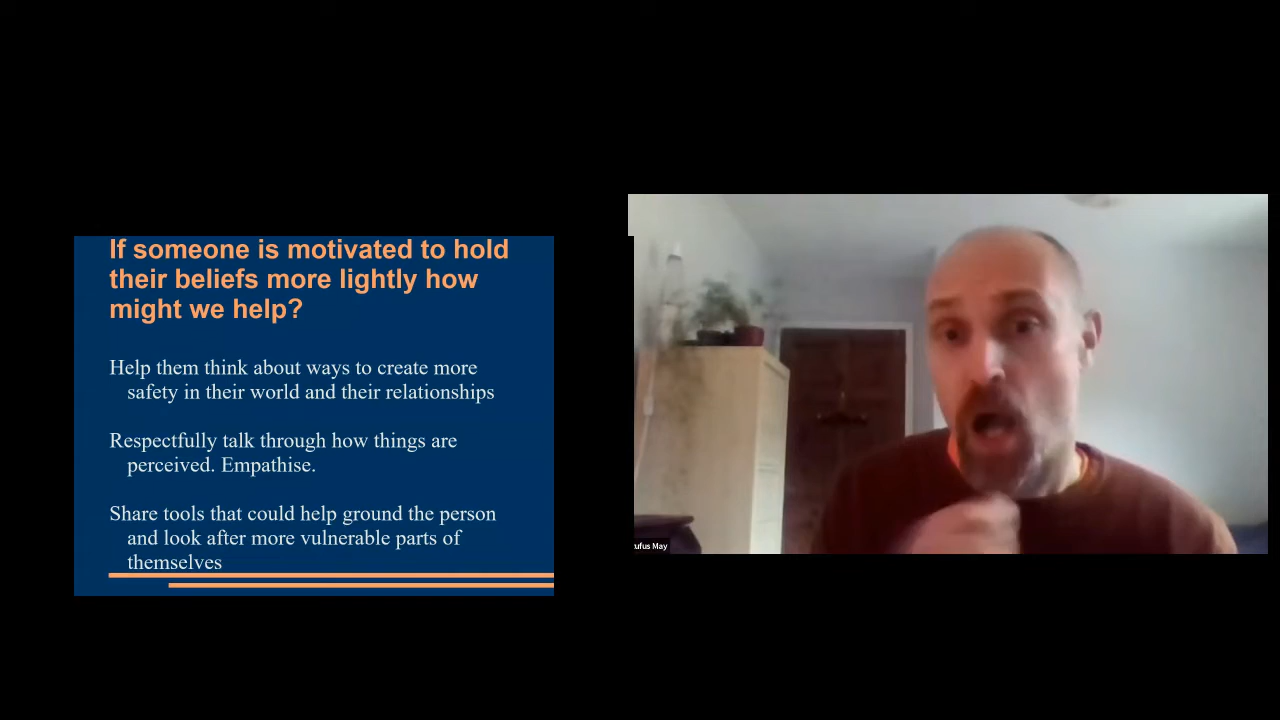 If someone is motivated to hold
their beliefs more lightly how
might we help?
Help them think about ways to create more
safety in their world and their relationships
Respectfully talk through how things are
perceived. Empathise.
Share tools that could help ground the person
and look after more vulnerable parts of
themselves
ufus May